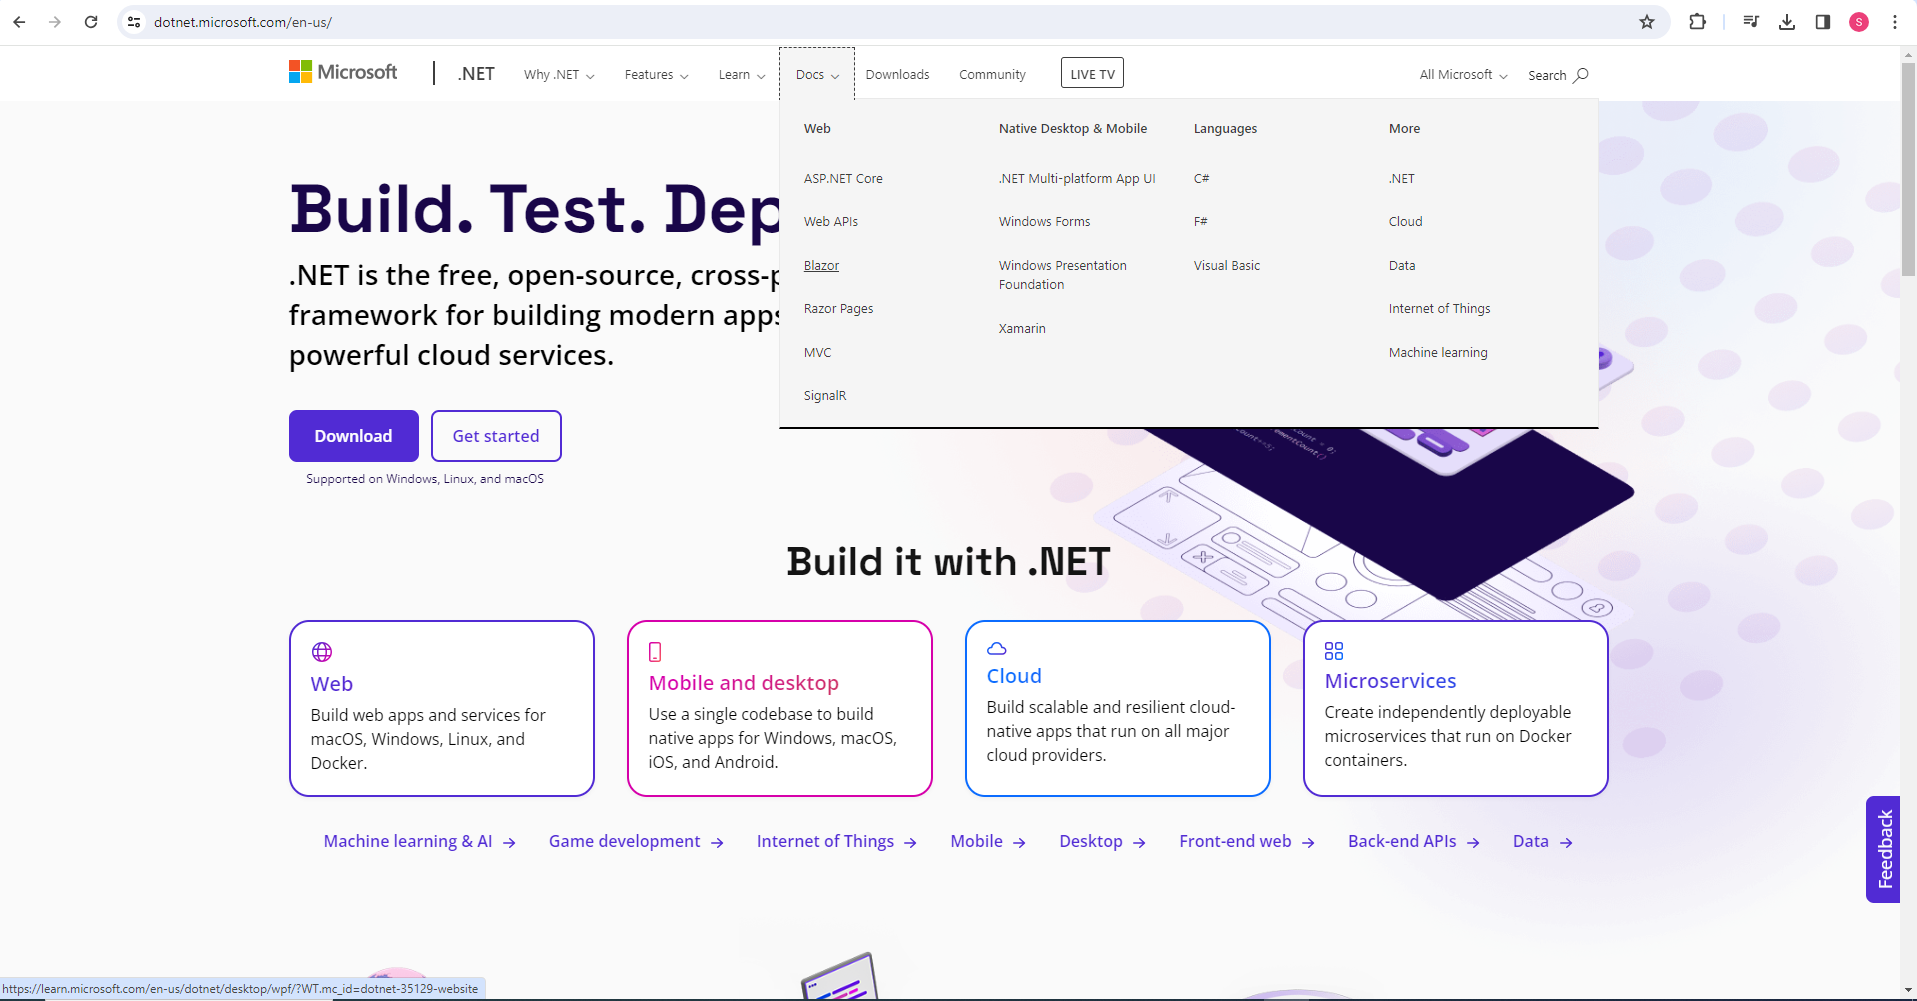 dotnet.microsoft.com/en-us/
S
Microsoft
.NET
Why .NET
Features
Learn
Docs
Downloads
Community
LIVE TV
All Microsoft
Search
Web
ASP.NET Core
Web APIs
Blazor
Razor Pages
MVC
SignalR
Native Desktop & Mobile
.NET Multi-platform App UI
Windows Forms
Windows Presentation
Foundation
Xamarin
Languages
C#
F#
Visual Basic
More
.NET
Cloud
Data
Internet of Things
Machine learning
Build. Test. Dep
.NET is the free, open-source, cross-p
framework for building modern apps
powerful cloud services.
Download
Get started
Supported on Windows, Linux, and macOS
Build it with .NET
Web
Build web apps and services for
macOS, Windows, Linux, and
Docker.
Mobile and desktop
Use a single codebase to build
native apps for Windows, macOS,
iOS, and Android.
Cloud
Build scalable and resilient cloud-
native apps that run on all major
cloud providers.
Microservices
Create independently deployable
microservices that run on Docker
containers.
Machine learning & AI
Game development
Internet of Things
Mobile
Desktop
Front-end web
Back-end APIs
Data
Feedback
https://learn.microsoft.com/en-us/dotnet/desktop/wpf/?WT.mc_id=dotnet-35129-website